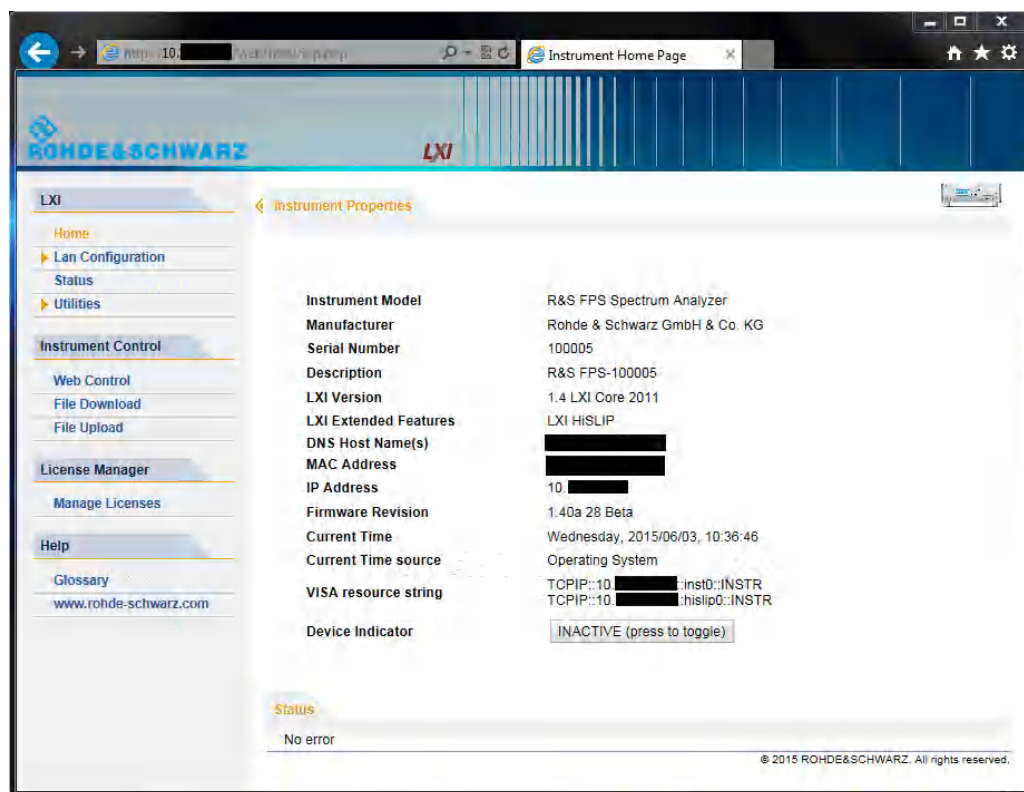 10.
Instrument Home Page
ROHDE&SCHWARZ
LXI
LXI
Home
Lan Configuration
Status
Utilities
Instrument Control
Web Control
File Download
File Upload
License Manager
Manage Licenses
Help
Glossary
www.rohde-schwarz.com
Instrument Properties
Instrument Model R&S FPS Spectrum Analyzer
Manufacturer Rohde & Schwarz GmbH & Co. KG
Serial Number 100005
Description R&S FPS-100005
LXI Version 1.4 LXI Core 2011
LXI Extended Features LXI HiSLIP
DNS Host Name(s)
MAC Address
IP Address 10.
Firmware Revision 1.40a 28 Beta
Current Time Wednesday, 2015/06/03, 10:36:46
Current Time source Operating System
VISA resource string TCPIP::10. ::inst0::INSTR
TCPIP::10. :hislip0::INSTR
Device Indicator INACTIVE (press to toggle)
Status
No error
© 2015 ROHDE&SCHWARZ. All rights reserved.